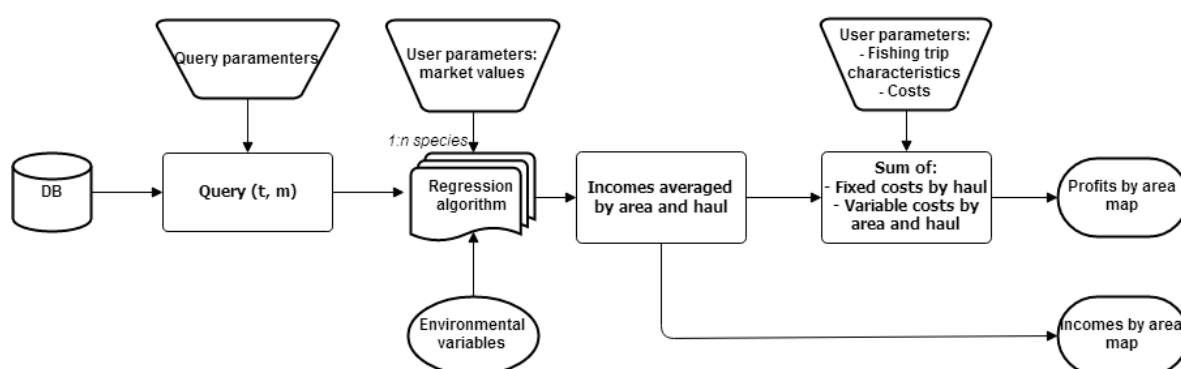 Query paramenters
User parameters:
market values
User parameters:
- Fishing trip
characteristics
- Costs
1:n species
DB
Query (t, m)
Regression
algorithm
Incomes averaged
by area and haul
Sum of:
- Fixed costs by haul
- Variable costs by
area and haul
Profits by area
map
Environmental
variables
Incomes by area
map